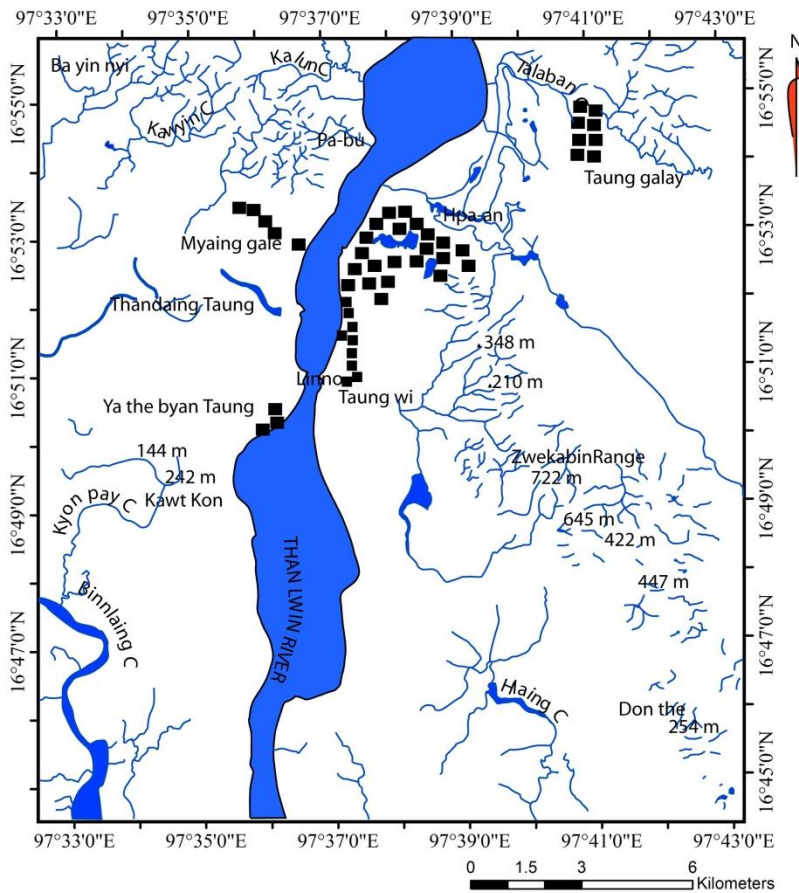 97°33'0"E 97°35'0"E 97°37'0"E 97°39'0"E 97°41'0"E 97°43'0"E
N
16°55'0"N
16°53'0"N
16°51'0"N
16°49'0"N
16°47'0"N
16°45'0"N
Ba yin nyi
Ka lun C
Talaban C
Kawyin C
Pa-bu
Taung galay
Hpa-an
Myaing gale
Thandaing Taung
348 m
210 m
Linno
Taung wi
Ya the byan Taung
144 m
242 m
Kawt Kon
Kyon pay C
ZwekabinRange
722 m
645 m
422 m
447 m
THAN LWIN RIVER
Binnlaing C
Hlaing C
Don the
254 m
16°55'0"N
16°53'0"N
16°51'0"N
16°49'0"N
16°47'0"N
16°45'0"N
97°33'0"E 97°35'0"E 97°37'0"E 97°39'0"E 97°41'0"E 97°43'0"E
0 1.5 3 6
Kilometers